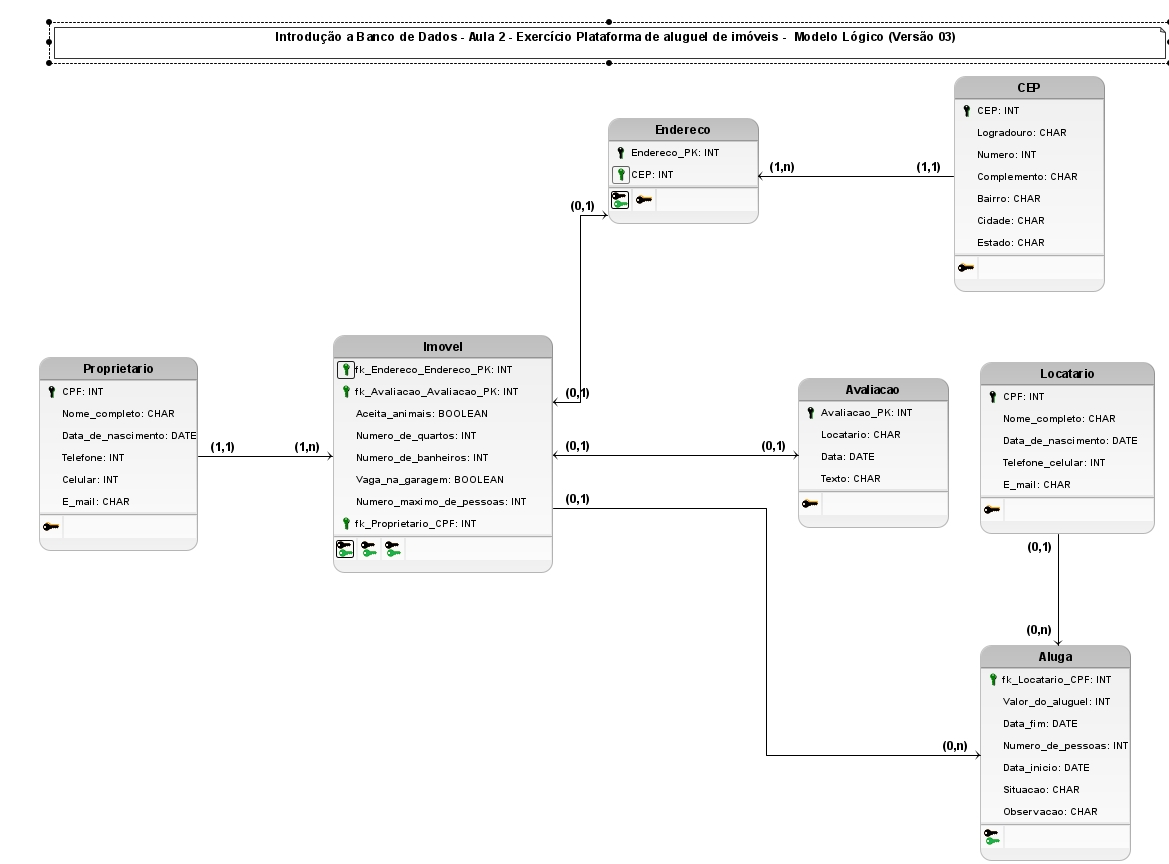 Introdução a Banco de Dados - Aula 2 - Exercício Plataforma de aluguel de imóveis - Modelo Lógico (Versão 03)
CEP
CEP: INT
Logradouro: CHAR
Numero: INT
Complemento: CHAR
Bairro: CHAR
Cidade: CHAR
Estado: CHAR
Endereco
Endereco_PK: INT
CEP: INT
(1,n)
(1,1)
(0,1)
(0,1)
Proprietario
CPF: INT
Nome_completo: CHAR
Data_de_nascimento: DATE
Telefone: INT
Celular: INT
E_mail: CHAR
(1,1)
(1,n)
Imovel
fk_Endereco_Endereco_PK: INT
fk_Avaliacao_Avaliacao_PK: INT
Aceita_animais: BOOLEAN
Numero_de_quartos: INT
Numero_de_banheiros: INT
Vaga_na_garagem: BOOLEAN
Numero_maximo_de_pessoas: INT
fk_Proprietario_CPF: INT
(0,1)
(0,1)
(0,1)
Avaliacao
Avaliacao_PK: INT
Locatario: CHAR
Data: DATE
Texto: CHAR
Locatario
CPF: INT
Nome_completo: CHAR
Data_de_nascimento: DATE
Telefone_celular: INT
E_mail: CHAR
(0,1)
(0,n)
(0,n)
Aluga
fk_Locatario_CPF: INT
Valor_do_aluguel: INT
Data_fim: DATE
Numero_de_pessoas: INT
Data_inicio: DATE
Situacao: CHAR
Observacao: CHAR